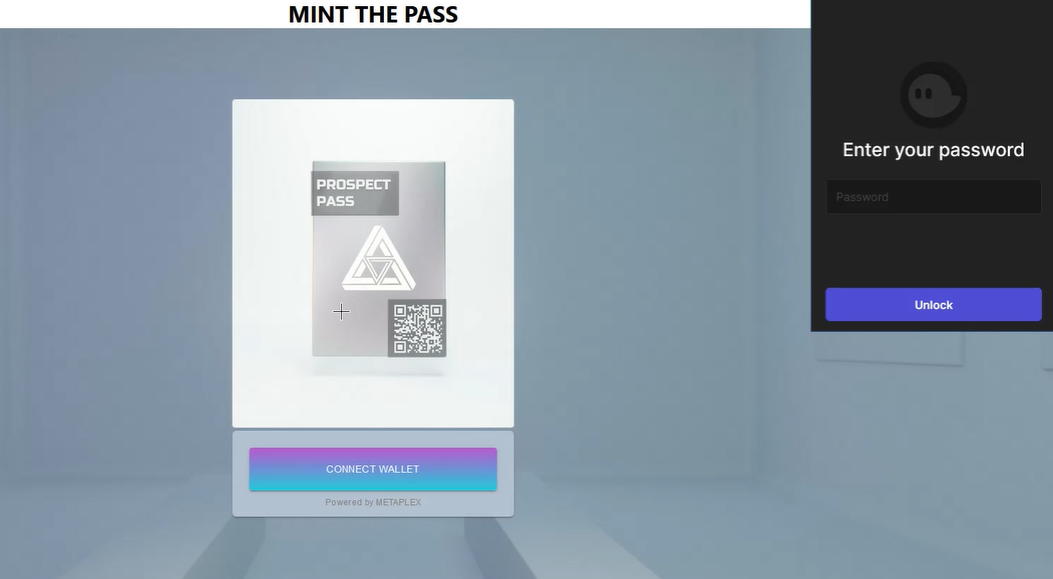 MINT THE PASS
PROSPECT
PASS
CONNECT WALLET
Powered by METAPLEX
Enter your password
Password
Unlock